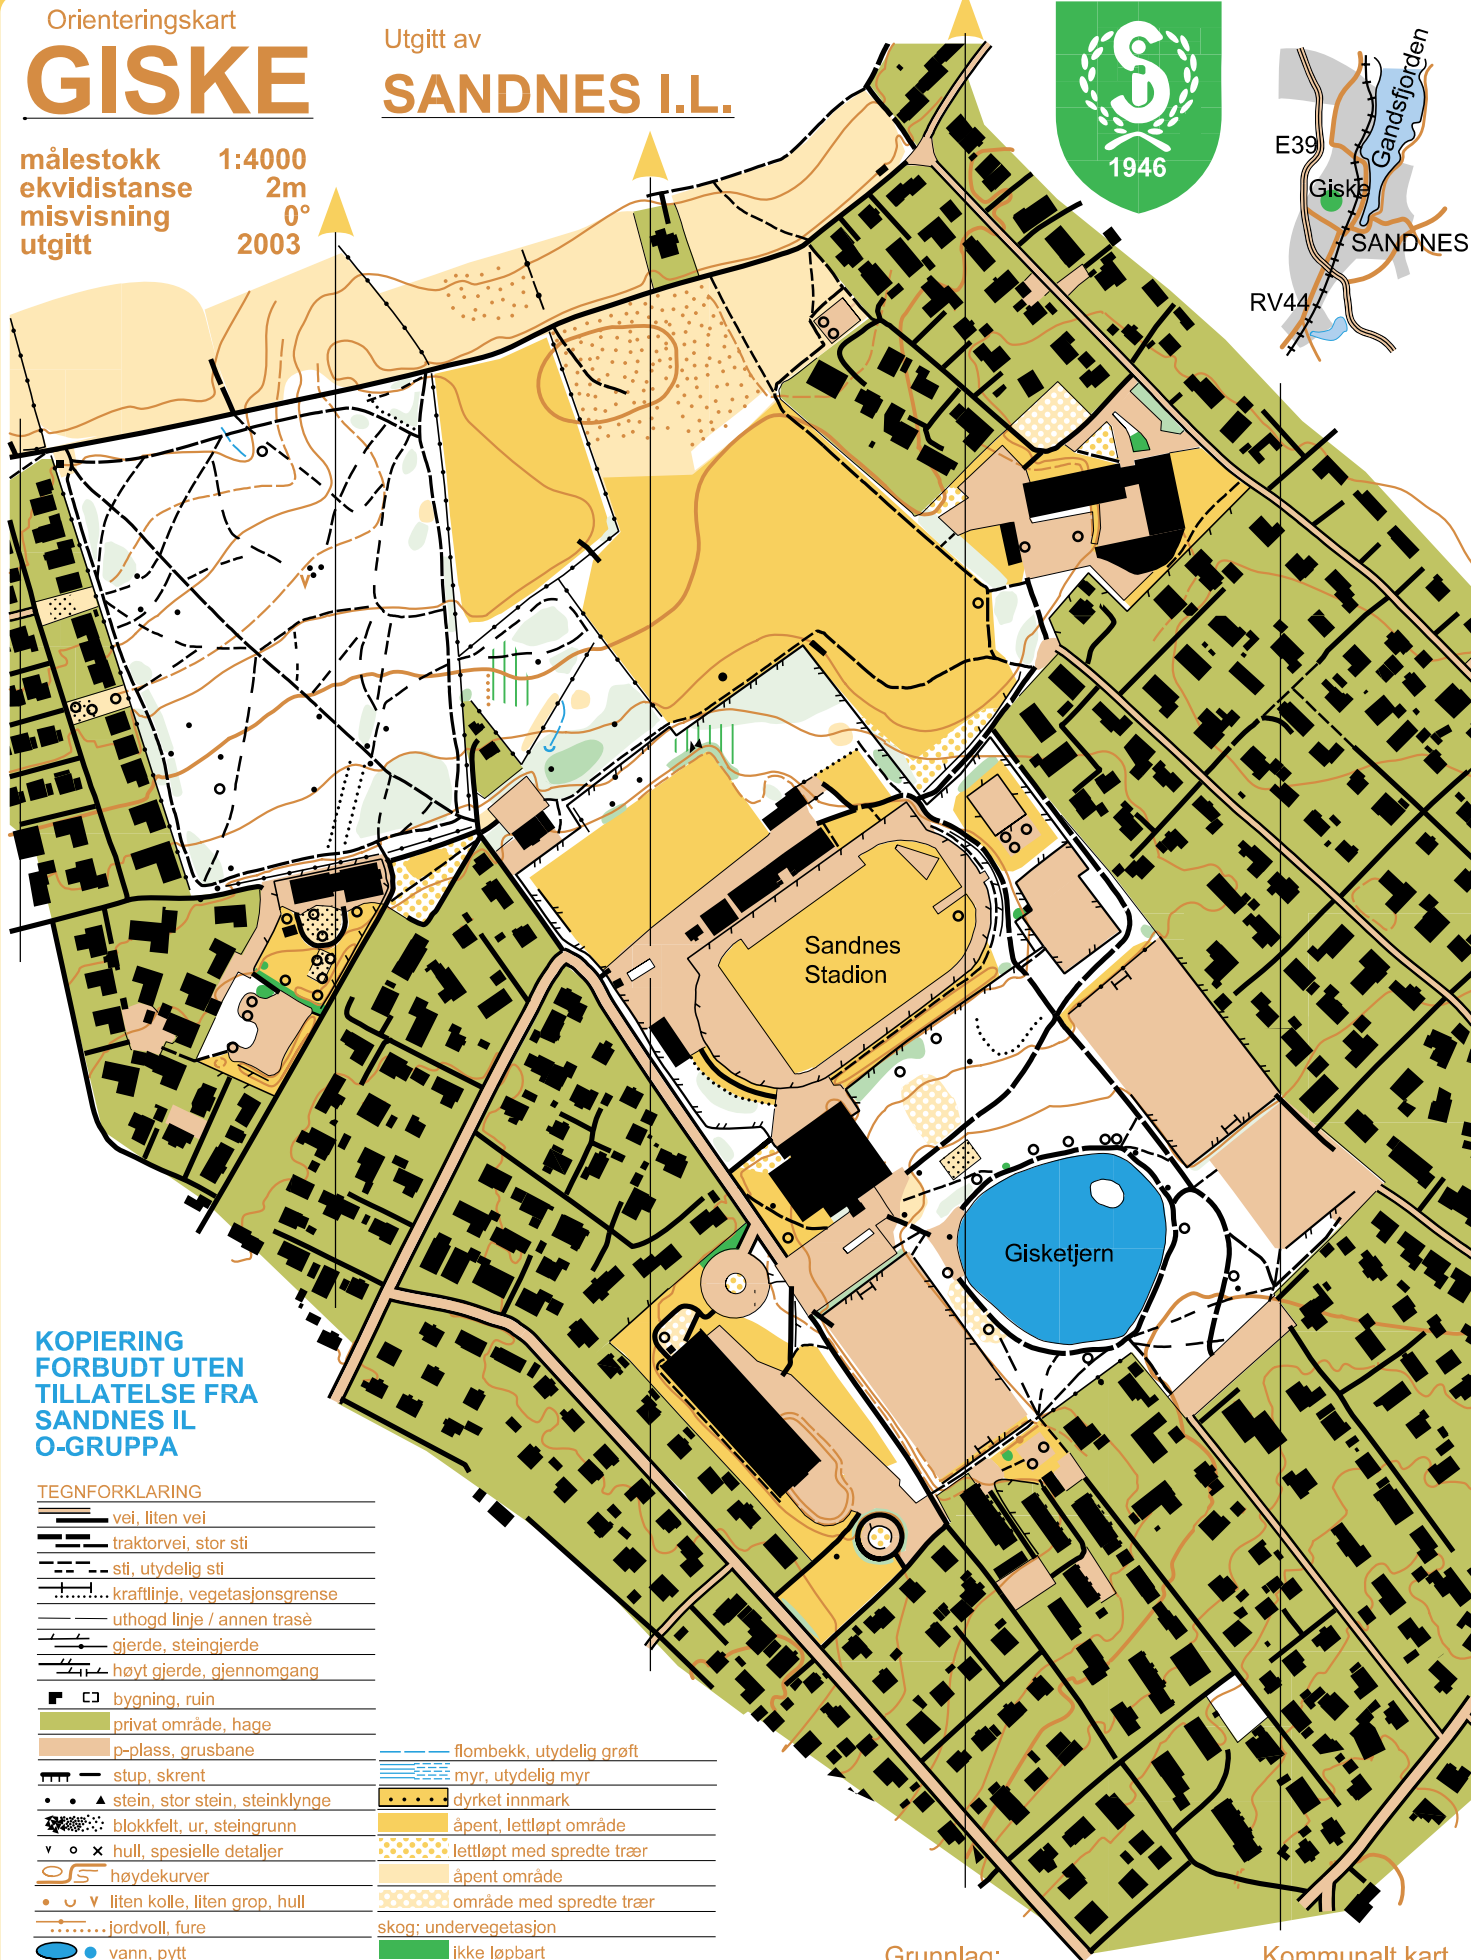 Orienteringskart
GISKE
Utgitt av
SANDNES I.L.
målestokk 1:4000
ekvidistanse 2m
misvisning 0°
utgitt 2003
S
1946
Gandsfjorden
E39
Giske
SANDNES
RV44
Sandnes
Stadion
Gisketjern
KOPIERING
FORBUDT UTEN
TILLATELSE FRA
SANDNES IL
O-GRUPPA
TEGNFORKLARING
vei, liten vei
traktorvei, stor sti
sti, utydelig sti
kraftlinje, vegetasjonsgrense
uthogd linje / annen trasè
gjerde, steingjerde
høyt gjerde, gjennomgang
bygning, ruin
privat område, hage
p-plass, grusbane
stup, skrent
stein, stor stein, steinklynge
blokkfelt, ur, steingrunn
hull, spesielle detaljer
høydekurver
liten kolle, liten grop, hull
jordvoll, fure
vann, pytt
flombekk, utydelig grøft
myr, utydelig myr
dyrket innmark
åpent, lettløpt område
lettløpt med spredte trær
åpent område
område med spredte trær
skog; undervegetasjon
ikke løpbart
Grunnlag:
Kommunalt kart